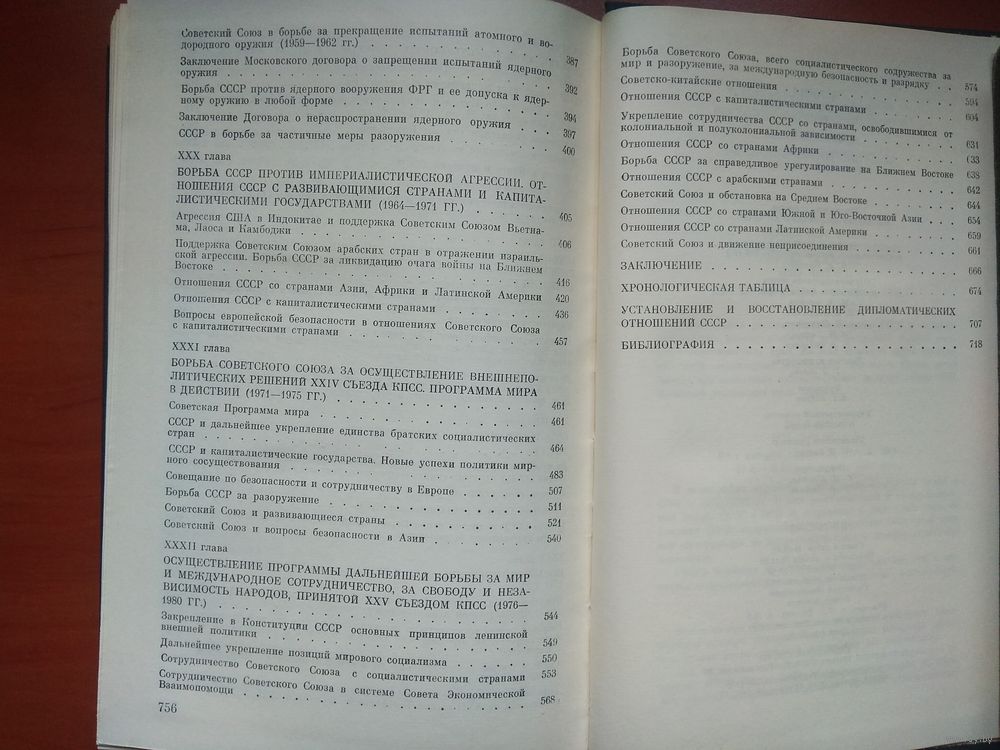 Советский Союз в борьбе за прекращение испытаний атомного и во-
дородного оружия (1959—1962 гг.) . . . . . . . . . . 387
Заключение Московского договора о запрещении испытаний ядерного
оружия . . . . . . . . . . 392
Борьба СССР против ядерного вооружения ФРГ и ее допуска к ядер-
ному оружию в любой форме . . . . . . . . . . 394
Заключение Договора о нераспространении ядерного оружия . . . 397
СССР в борьбе за частичные меры разоружения . . . . . . 400
XXX глава
БОРЬБА СССР ПРОТИВ ИМПЕРИАЛИСТИЧЕСКОЙ АГРЕССИИ. ОТ-
НОШЕНИЯ СССР С РАЗВИВАЮЩИМИСЯ СТРАНАМИ И КАПИТА-
ЛИСТИЧЕСКИМИ ГОСУДАРСТВАМИ (1964—1971 ГГ.) . . . . . . 405
Агрессия США в Индокитае и поддержка Советским Союзом Вьетна-
ма, Лаоса и Камбоджи . . . . . . . . . . 406
Поддержка Советским Союзом арабских стран в отражении израиль-
ской агрессии. Борьба СССР за ликвидацию очага войны на Ближнем
Востоке . . . . . . . . . . 416
Отношения СССР со странами Азии, Африки и Латинской Америки 420
Отношения СССР с капиталистическими странами . . . . . . 436
Вопросы европейской безопасности в отношениях Советского Союза
с капиталистическими странами . . . . . . . . . . 457
XXXI глава
БОРЬБА СОВЕТСКОГО СОЮЗА ЗА ОСУЩЕСТВЛЕНИЕ ВНЕШНЕПО-
ЛИТИЧЕСКИХ РЕШЕНИЙ XXIV СЪЕЗДА КПСС. ПРОГРАММА МИРА
В ДЕЙСТВИИ (1971—1975 ГГ.) . . . . . . . . . . 461
Советская Программа мира . . . . . . . . . . 461
СССР и дальнейшее укрепление единства братских социалистических
стран . . . . . . . . . . 464
СССР и капиталистические государства. Новые успехи политики мир-
ного сосуществования . . . . . . . . . . 483
Совещание по безопасности и сотрудничеству в Европе . . . . . . 507
Борьба СССР за разоружение . . . . . . . . . . 511
Советский Союз и развивающиеся страны . . . . . . . . . . 521
Советский Союз и вопросы безопасности в Азии . . . . . . . 540
XXXII глава
ОСУЩЕСТВЛЕНИЕ ПРОГРАММЫ ДАЛЬНЕЙШЕЙ БОРЬБЫ ЗА МИР
И МЕЖДУНАРОДНОЕ СОТРУДНИЧЕСТВО, ЗА СВОБОДУ И НЕЗА-
ВИСИМОСТЬ НАРОДОВ, ПРИНЯТОЙ XXV СЪЕЗДОМ КПСС (1976—
1980 ГГ.) . . . . . . . . . . 544
Закрепление в Конституции СССР основных принципов ленинской
внешней политики . . . . . . . . . . 549
Дальнейшее укрепление позиций мирового социализма . . . . . 550
Сотрудничество Советского Союза с социалистическими странами 553
Сотрудничество Советского Союза в системе Совета Экономической
Взаимопомощи . . . . . . . . . . 568
756
Борьба Советского Союза, всего социалистического содружества за
мир и разоружение, за международную безопасность и разрядку . . 574
Советско-китайские отношения . . . . . . . . . . 594
Отношения СССР с капиталистическими странами . . . . . . 604
Укрепление сотрудничества СССР со странами, освободившимися от
колониальной и полуколониальной зависимости . . . . . . 631
Отношения СССР со странами Африки . . . . . . . . . . 633
Борьба СССР за справедливое урегулирование на Ближнем Востоке 638
Отношения СССР с арабскими странами . . . . . . . . . . 642
Советский Союз и обстановка на Среднем Востоке . . . . . . 644
Отношения СССР со странами Южной и Юго-Восточной Азии . . . 654
Отношения СССР со странами Латинской Америки . . . . . . 659
Советский Союз и движение неприсоединения . . . . . . . 661
ЗАКЛЮЧЕНИЕ . . . . . . . . . . 666
ХРОНОЛОГИЧЕСКАЯ ТАБЛИЦА . . . . . . . . . . 674
УСТАНОВЛЕНИЕ И ВОССТАНОВЛЕНИЕ ДИПЛОМАТИЧЕСКИХ
ОТНОШЕНИЙ СССР . . . . . . . . . . 707
БИБЛИОГРАФИЯ . . . . . . . . . . 718